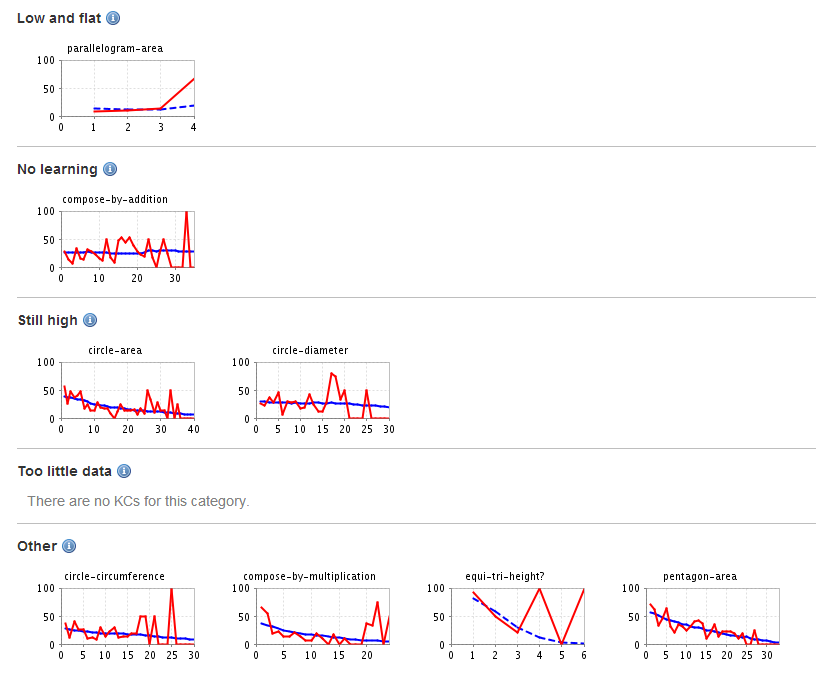 Low and flat
parallelogram-area
100
50
0
0 1 2 3 4
No learning
compose-by-addition
100
50
0
0 10 20 30
Still high
circle-area circle-diameter
100 100
50 50
0 0
0 10 20 30 40 0 5 10 15 20 25 30
Too little data
There are no KCs for this category.
Other
circle-circumference compose-by-multiplication equi-tri-height? pentagon-area
100 100 100 100
50 50 50 50
0 0 0 0
0 5 10 15 20 25 30 0 5 10 15 20 0 1 2 3 4 5 6 0 5 10 15 20 25 30